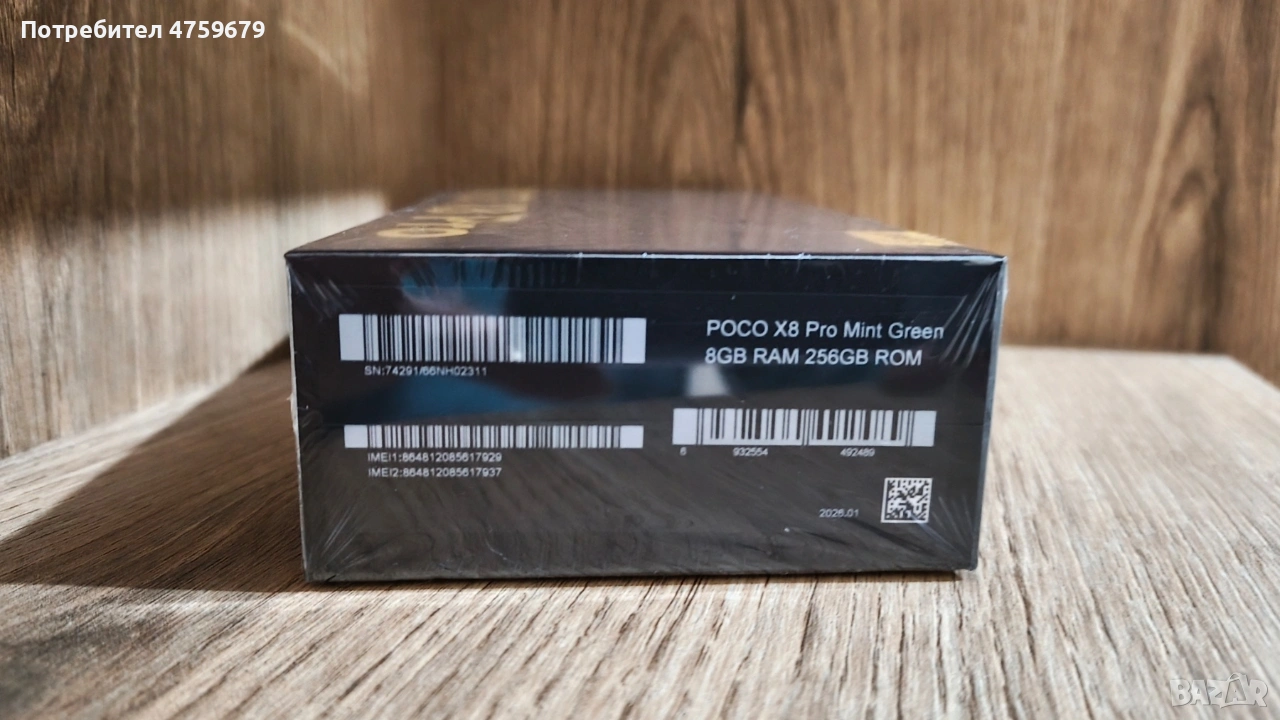 Потребител 4759679
POCO X8 Pro Mint Green
8GB RAM 256GB ROM
SN:74291/66NH02311
IMEI1:864812085617929
IMEI2:864812085617937
6 932554 492489
2026.01
BAZAR